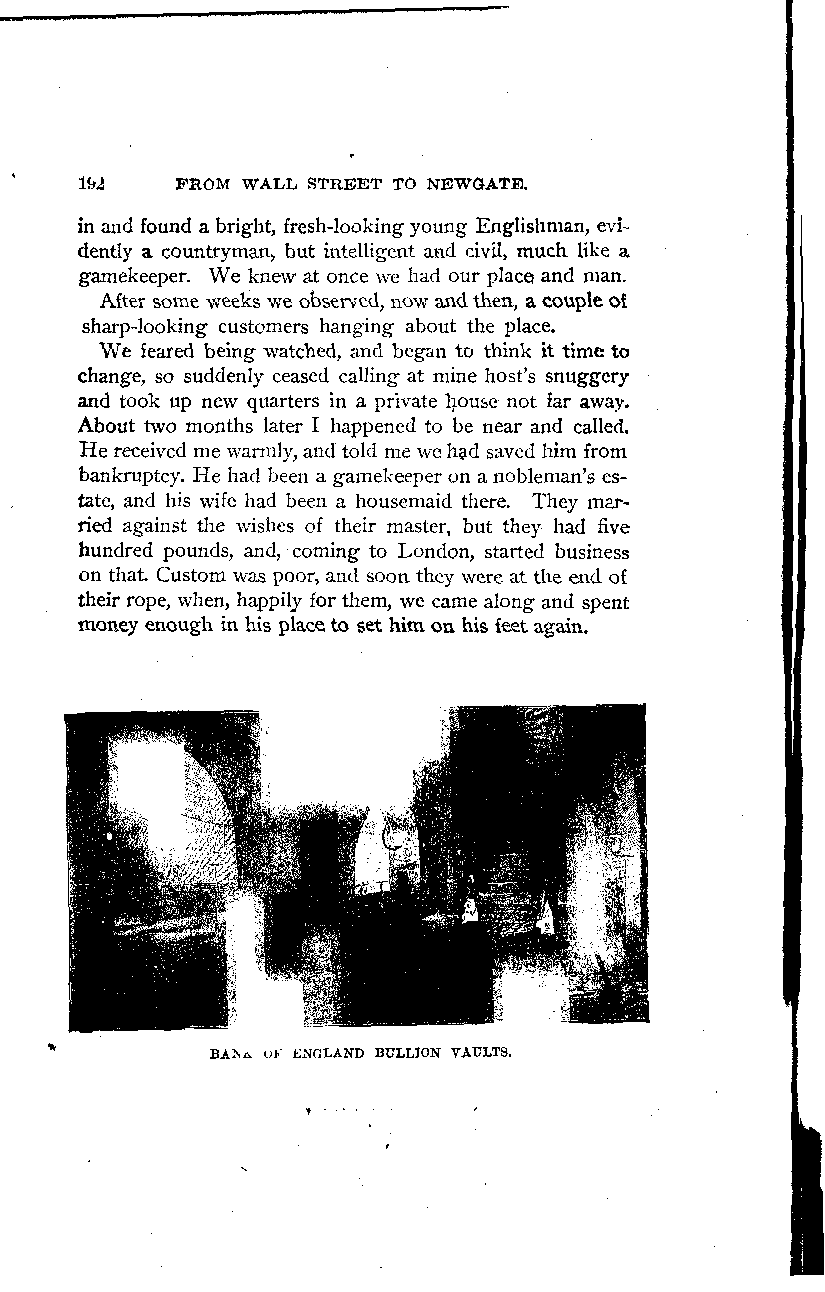 192 FROM WALL STREET TO NEWGATE.
in and found a bright, fresh-looking young Englishman, evi-
dently a countryman, but intelligent and civil, much like a
gamekeeper. We knew at once we had our place and man.
After some weeks we observed, now and then, a couple of
sharp-looking customers hanging about the place.
We feared being watched, and began to think it time to
change, so suddenly ceased calling at mine host's snuggery
and took up new quarters in a private house not far away.
About two months later I happened to be near and called.
He received me warmly, and told me we had saved him from
bankruptcy. He had been a gamekeeper on a nobleman's es-
tate, and his wife had been a housemaid there. They mar-
ried against the wishes of their master, but they had five
hundred pounds, and, coming to London, started business
on that. Custom was poor, and soon they were at the end of
their rope, when, happily for them, we came along and spent
money enough in his place to set him on his feet again.
BANK OF ENGLAND BULLION VAULTS.